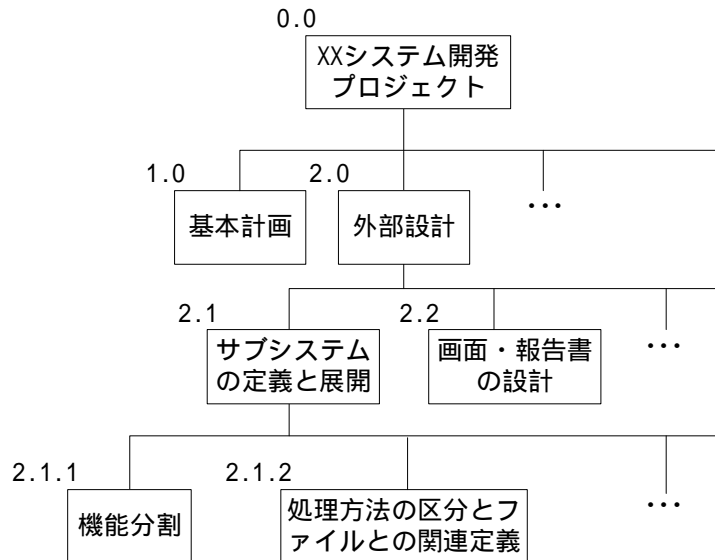 0.0
XXシステム開発
プロジェクト
1.0
基本計画
2.0
外部設計
...
2.1
サブシステム
の定義と展開
2.2
画面・報告書
の設計
...
2.1.1
機能分割
2.1.2
処理方法の区分とフ
ァイルとの関連定義
...